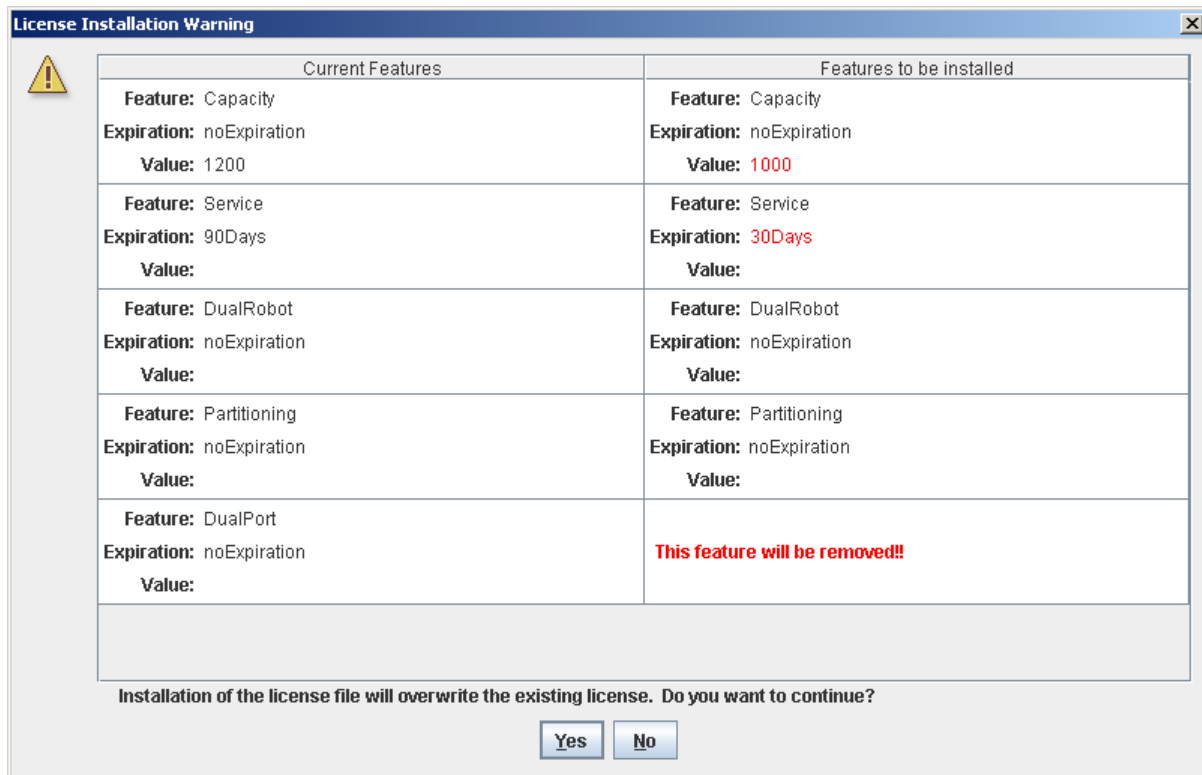 License Installation Warning
Current Features Features to be installed
Feature: Capacity Feature: Capacity
Expiration: noExpiration Expiration: noExpiration
Value: 1200 Value: 1000
Feature: Service Feature: Service
Expiration: 90Days Expiration: 30Days
Value: Value:
Feature: DualRobot Feature: DualRobot
Expiration: noExpiration Expiration: noExpiration
Value: Value:
Feature: Partitioning Feature: Partitioning
Expiration: noExpiration Expiration: noExpiration
Value: Value:
Feature: DualPort
Expiration: noExpiration This feature will be removed!!
Value:
Installation of the license file will overwrite the existing license. Do you want to continue?
Yes No